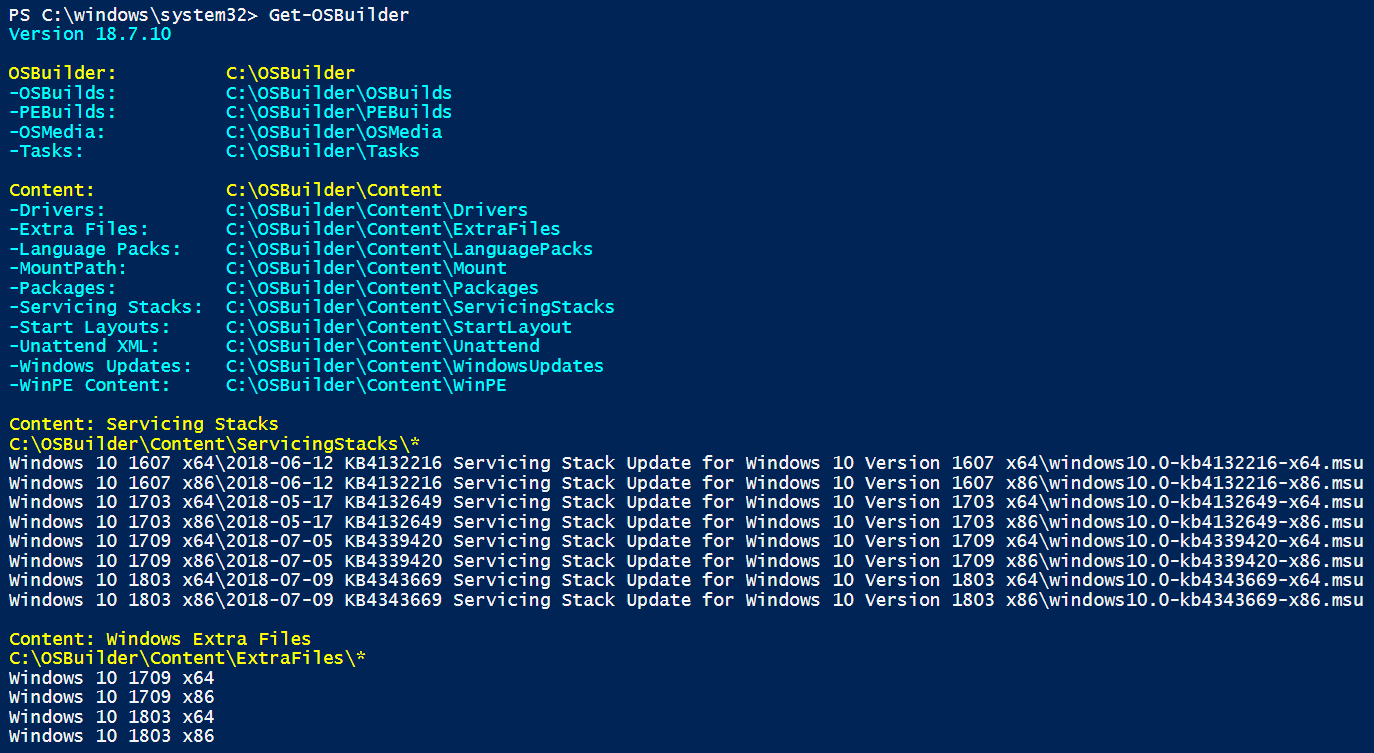 PS C:\windows\system32> Get-OSBuilder
Version 18.7.10
OSBuilder: C:\OSBuilder
-OSBuilds: C:\OSBuilder\OSBuilds
-PEBuilds: C:\OSBuilder\PEBuilds
-OSMedia: C:\OSBuilder\OSMedia
-Tasks: C:\OSBuilder\Tasks
Content: C:\OSBuilder\Content
-Drivers: C:\OSBuilder\Content\Drivers
-Extra Files: C:\OSBuilder\Content\ExtraFiles
-Language Packs: C:\OSBuilder\Content\LanguagePacks
-MountPath: C:\OSBuilder\Content\Mount
-Packages: C:\OSBuilder\Content\Packages
-Servicing Stacks: C:\OSBuilder\Content\ServicingStacks
-Start Layouts: C:\OSBuilder\Content\StartLayout
-Unattend XML: C:\OSBuilder\Content\Unattend
-Windows Updates: C:\OSBuilder\Content\WindowsUpdates
-WinPE Content: C:\OSBuilder\Content\WinPE
Content: Servicing Stacks
C:\OSBuilder\Content\ServicingStacks\*
Windows 10 1607 x64\2018-06-12 KB4132216 Servicing Stack Update for Windows 10 Version 1607 x64\windows10.0-kb4132216-x64.msu
Windows 10 1607 x86\2018-06-12 KB4132216 Servicing Stack Update for Windows 10 Version 1607 x86\windows10.0-kb4132216-x86.msu
Windows 10 1703 x64\2018-05-17 KB4132649 Servicing Stack Update for Windows 10 Version 1703 x64\windows10.0-kb4132649-x64.msu
Windows 10 1703 x86\2018-05-17 KB4132649 Servicing Stack Update for Windows 10 Version 1703 x86\windows10.0-kb4132649-x86.msu
Windows 10 1709 x64\2018-07-05 KB4339420 Servicing Stack Update for Windows 10 Version 1709 x64\windows10.0-kb4339420-x64.msu
Windows 10 1709 x86\2018-07-05 KB4339420 Servicing Stack Update for Windows 10 Version 1709 x86\windows10.0-kb4339420-x86.msu
Windows 10 1803 x64\2018-07-09 KB4343669 Servicing Stack Update for Windows 10 Version 1803 x64\windows10.0-kb4343669-x64.msu
Windows 10 1803 x86\2018-07-09 KB4343669 Servicing Stack Update for Windows 10 Version 1803 x86\windows10.0-kb4343669-x86.msu
Content: Windows Extra Files
C:\OSBuilder\Content\ExtraFiles\*
Windows 10 1709 x64
Windows 10 1709 x86
Windows 10 1803 x64
Windows 10 1803 x86